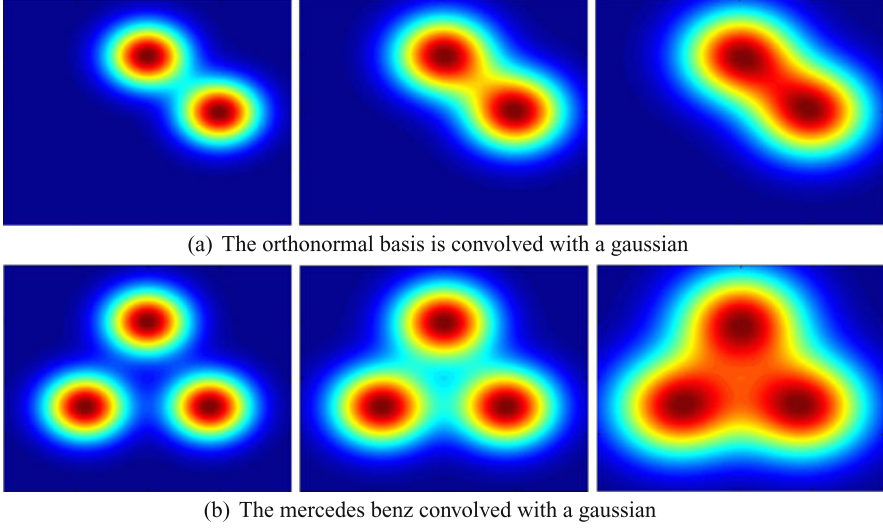 (a) The orthonormal basis is convolved with a gaussian
(b) The mercedes benz convolved with a gaussian